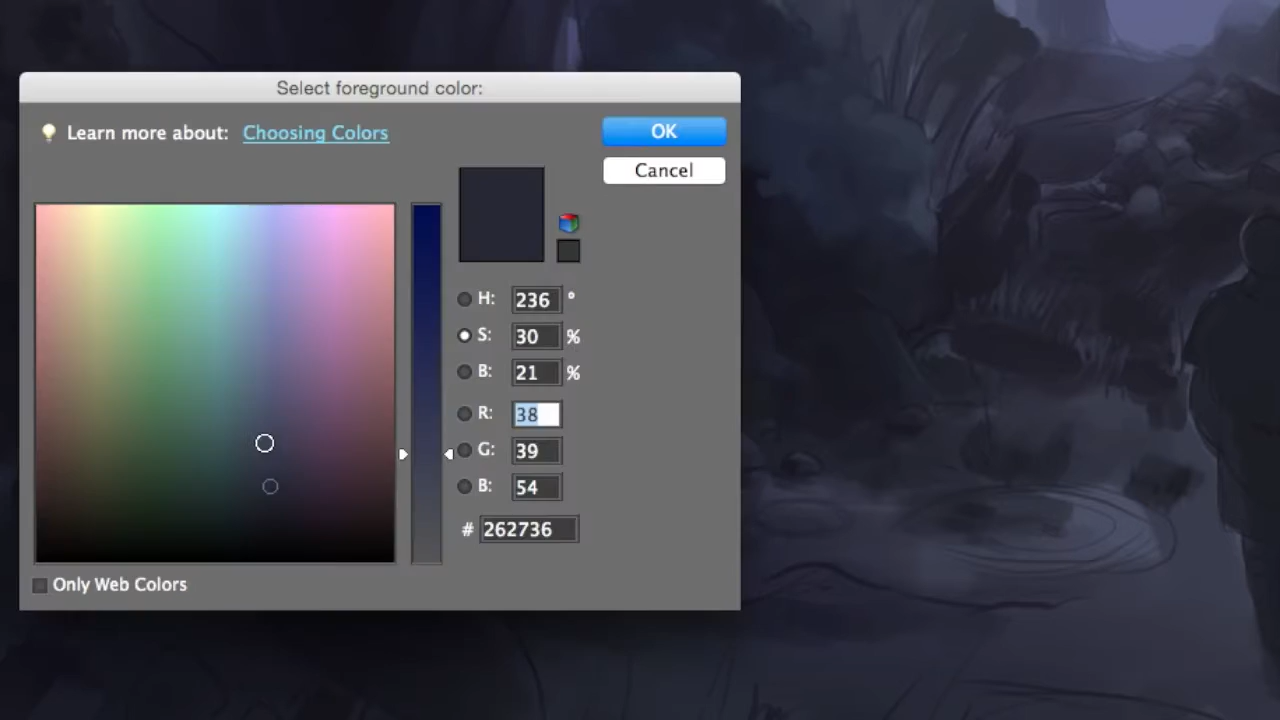 Select foreground color:
Learn more about: Choosing Colors
OK
Cancel
H: 236 °
S: 30 %
B: 21 %
R: 38
G: 39
B: 54
# 262736
Only Web Colors